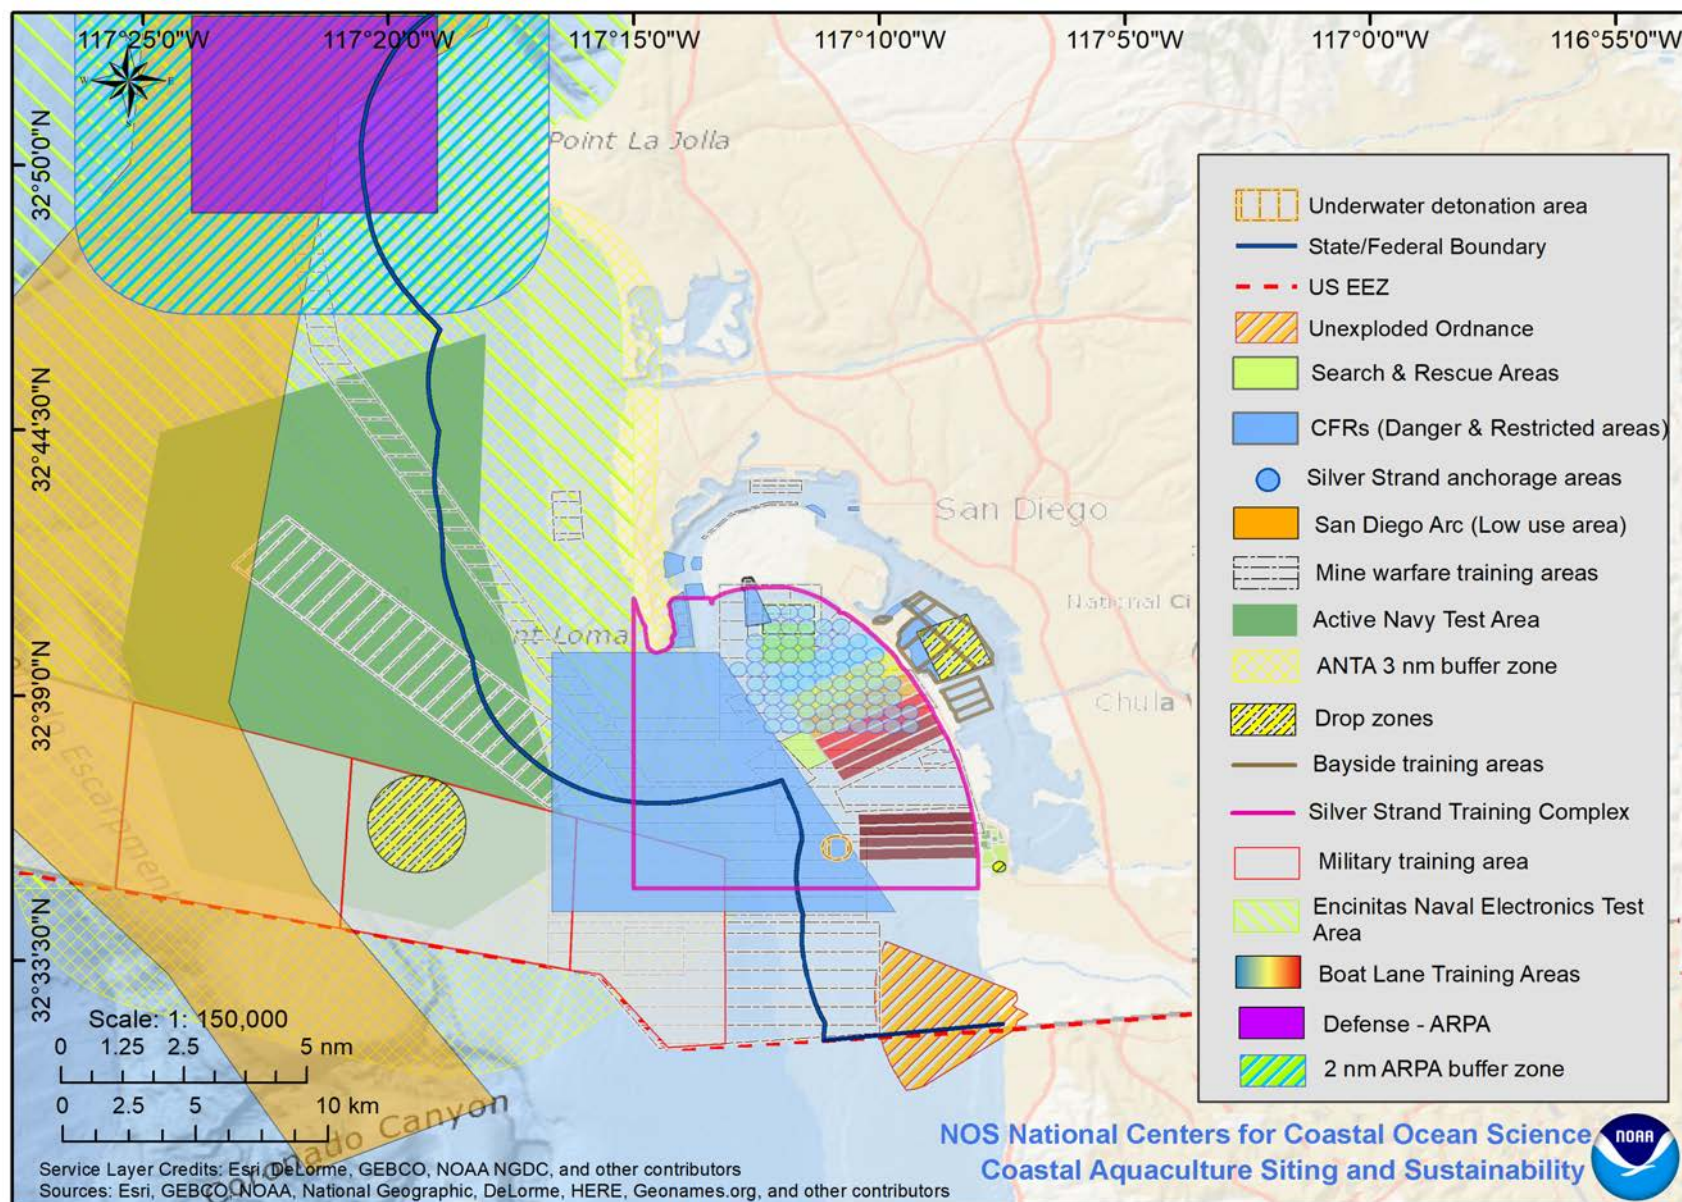 117°25'0"W
117°20'0"W
117°15'0"W
117°10'0"W
117°5'0"W
117°0'0"W
116°55'0"W
W
E
S
32°50'0"N
Point La Jolla
32°44'30"N
San Diego
National Ci
nt Loma
32°39'0"N
Chula V
Escarpment
32°33'30"N
Underwater detonation area
State/Federal Boundary
US EEZ
Unexploded Ordnance
Search & Rescue Areas
CFRs (Danger & Restricted areas)
Silver Strand anchorage areas
San Diego Arc (Low use area)
Mine warfare training areas
Active Navy Test Area
ANTA 3 nm buffer zone
Drop zones
Bayside training areas
Silver Strand Training Complex
Military training area
Encinitas Naval Electronics Test
Area
Boat Lane Training Areas
Defense - ARPA
2 nm ARPA buffer zone
Scale: 1: 150,000
0 1.25 2.5 5 nm
0 2.5 5 10 km
onado Canyon
NOS National Centers for Coastal Ocean Science
Coastal Aquaculture Siting and Sustainability
NOAA
Service Layer Credits: Esri, DeLorme, GEBCO, NOAA NGDC, and other contributors
Sources: Esri, GEBCO, NOAA, National Geographic, DeLorme, HERE, Geonames.org, and other contributors